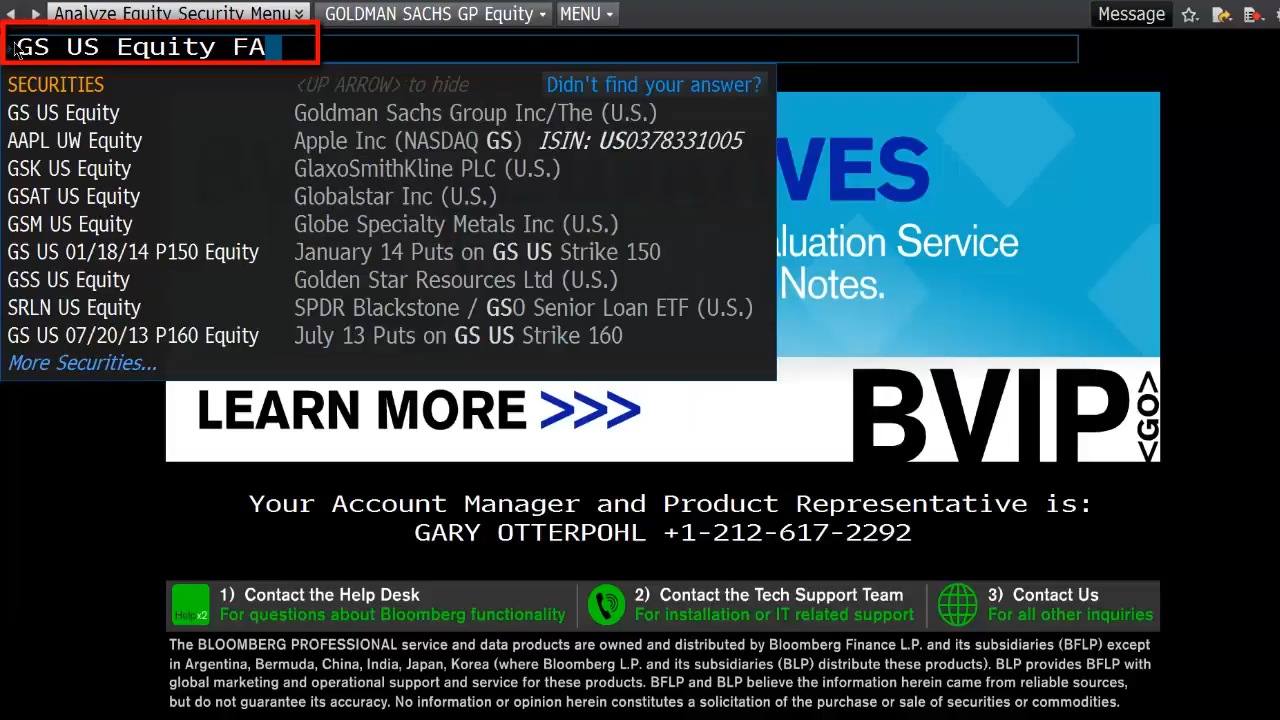 Analyze Equity Security Menu
GOLDMAN SACHS GP Equity
MENU
Message
GS US Equity FA
SECURITIES <UP ARROW> to hide Didn't find your answer?
GS US Equity Goldman Sachs Group Inc/The (U.S.)
AAPL UW Equity Apple Inc (NASDAQ GS) ISIN: US0378331005
GSK US Equity GlaxoSmithKline PLC (U.S.)
GSAT US Equity Globalstar Inc (U.S.)
GSM US Equity Globe Specialty Metals Inc (U.S.)
GS US 01/18/14 P150 Equity January 14 Puts on GS US Strike 150
GSS US Equity Golden Star Resources Ltd (U.S.)
SRLN US Equity SPDR Blackstone / GSO Senior Loan ETF (U.S.)
GS US 07/20/13 P160 Equity July 13 Puts on GS US Strike 160
More Securities...
VES
aluation Service
Notes.
LEARN MORE >>>
BVIP
<GO>
Your Account Manager and Product Representative is:
GARY OTTERPOHL +1-212-617-2292
Helpx2
1) Contact the Help Desk
For questions about Bloomberg functionality
2) Contact the Tech Support Team
For installation or IT related support
3) Contact Us
For all other inquiries
The BLOOMBERG PROFESSIONAL service and data products are owned and distributed by Bloomberg Finance L.P. and its subsidiaries (BFLP) except
in Argentina, Bermuda, China, India, Japan, Korea (where Bloomberg L.P. and its subsidiaries (BLP) distribute these products). BLP provides BFLP with
global marketing and operational support and service for these products. BFLP and BLP believe the information herein came from reliable sources,
but do not guarantee its accuracy. No information or opinion herein constitutes a solicitation of the purchase or sale of securities or commodities.